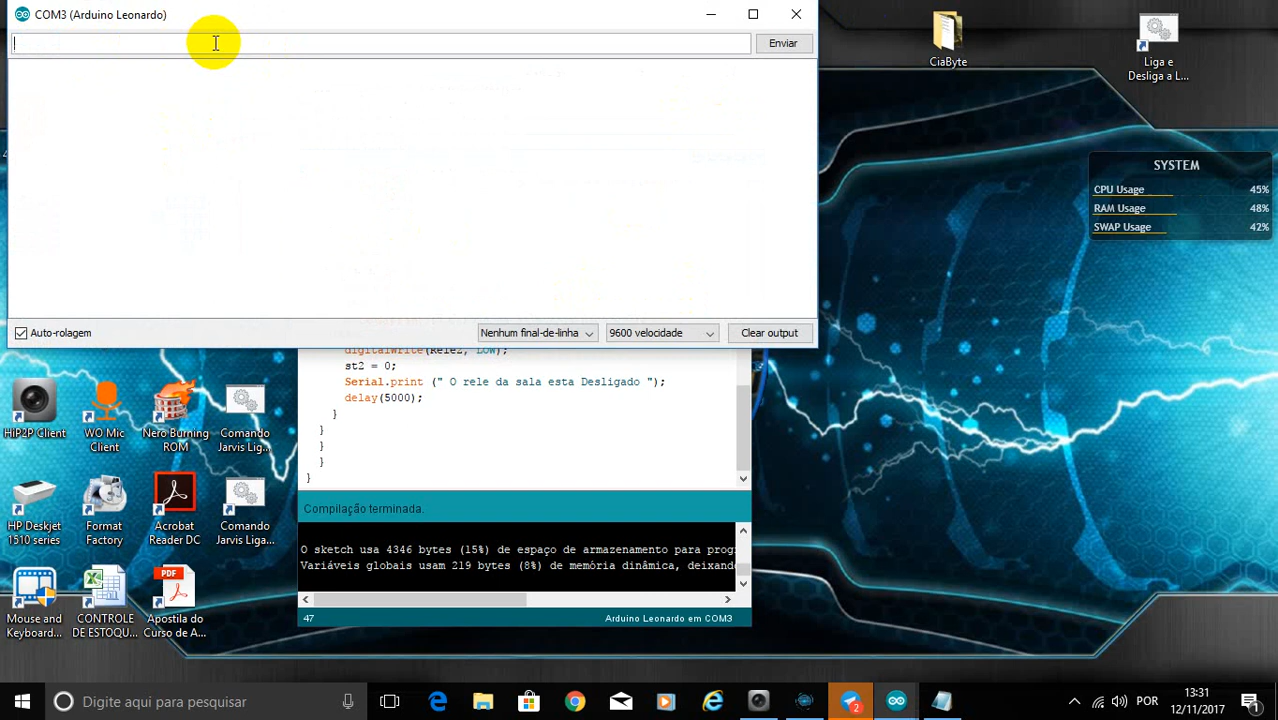 COM3 (Arduino Leonardo)
Enviar
Auto-rolagem
Nenhum final-de-linha
9600 velocidade
Clear output
CiaByte
Liga e
Desliga a L...
SYSTEM
CPU Usage 45%
RAM Usage 48%
SWAP Usage 42%
digitalWrite(Rele2, LOW);
st2 = 0;
Serial.print (" O rele da sala esta Desligado ");
delay(5000);
}
}
}
}
}
Compilação terminada.
O sketch usa 4346 bytes (15%) de espaço de armazenamento para prog
Variáveis globais usam 219 bytes (8%) de memória dinâmica, deixand
47
Arduino Leonardo em COM3
HiP2P Client
WO Mic
Client
Nero Burning
ROM
Comando
Jarvis Lig...
HP Deskjet
1510 series
Format
Factory
Acrobat
Reader DC
Comando
Jarvis Liga...
Mouse and
Keyboard...
CONTROLE
DE ESTOQU...
PDF
Apostila do
Curso de A...
Digite aqui para pesquisar
2
POR
13:31
12/11/2017
1